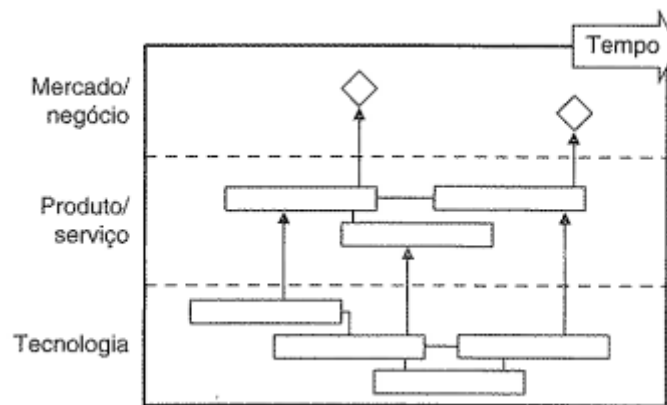 Tempo
Mercado/
negócio
Produto/
serviço
Tecnologia